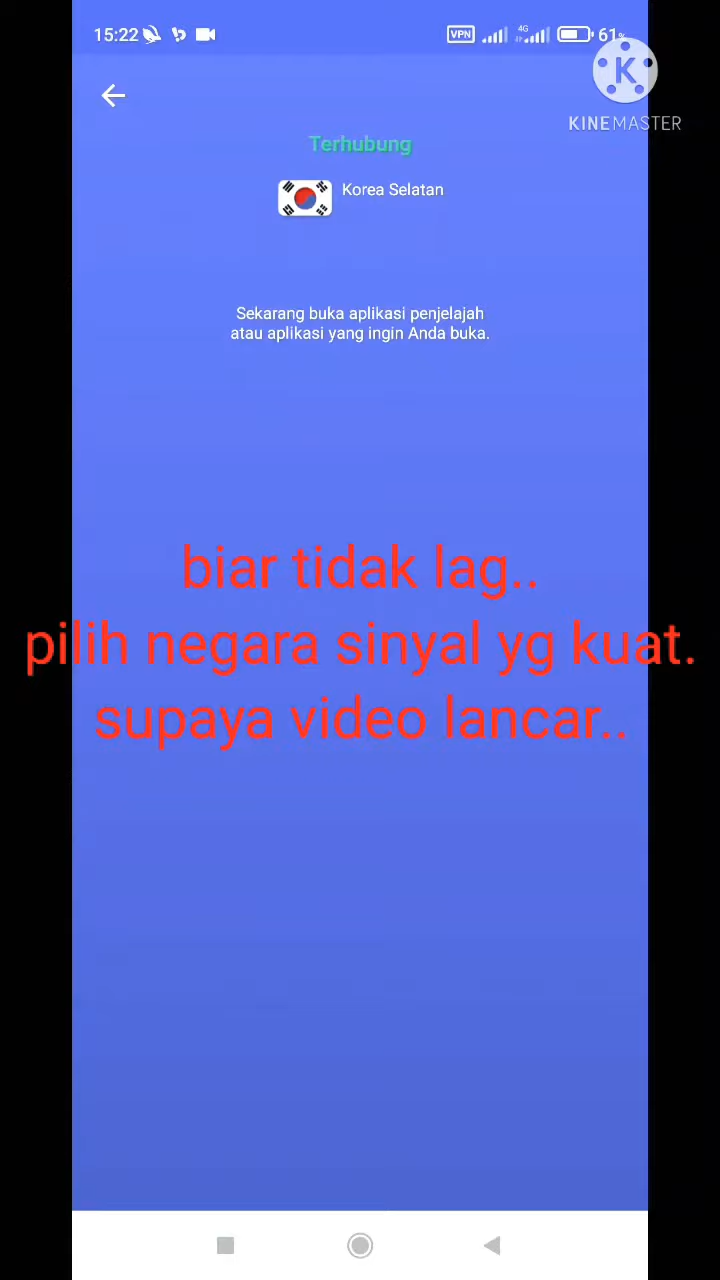 15:22
VPN
4G
61%
KINEMASTER
Terhubung
Korea Selatan
Sekarang buka aplikasi penjelajah
atau aplikasi yang ingin Anda buka.
biar tidak lag..
pilih negara sinyal yg kuat.
supaya video lancar..